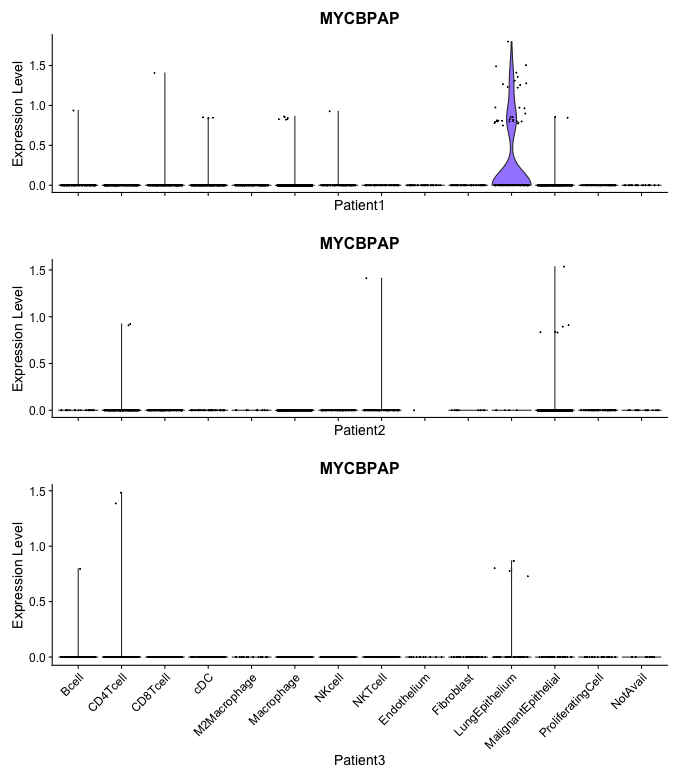 MYCBPAP
Expression Level
1.5
1.0
0.5
0.0
Patient1
MYCBPAP
Expression Level
1.5
1.0
0.5
0.0
Patient2
MYCBPAP
Expression Level
1.5
1.0
0.5
0.0
Bcell
CD4Tcell
CD8Tcell
cDC
M2Macrophage
Macrophage
NKcell
NKTcell
Endothelium
Fibroblast
LungEpithelium
MalignantEpithelial
ProliferatingCell
NotAvail
Patient3